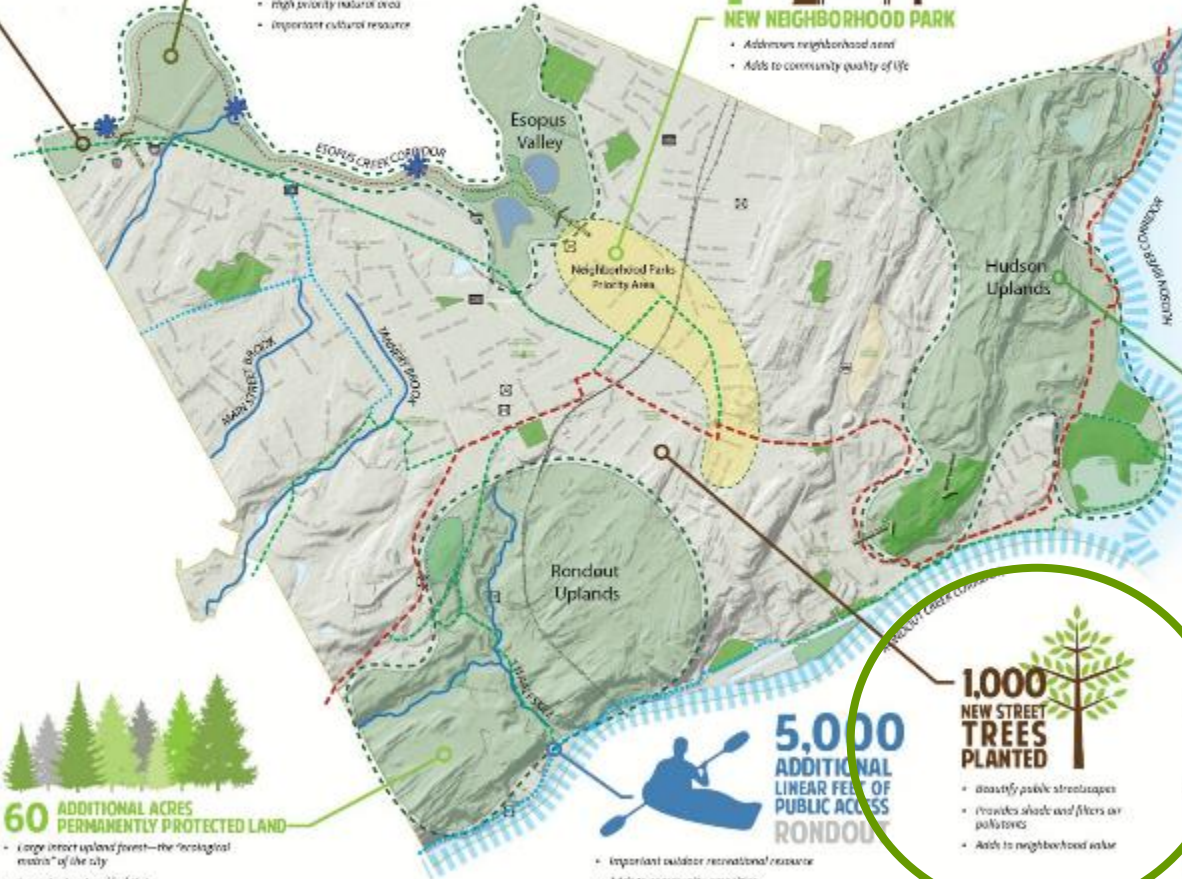 • High priority natural area
• Important cultural resource
NEW NEIGHBORHOOD PARK
• Addresses neighborhood need
• Adds to community quality of life
Esopus
Valley
ESOPUS CREEK CORRIDOR
HUDSON RIVER CORRIDOR
Neighborhood Parks
Priority Area
Hudson
Uplands
MAIN STREET BROOK
TANNERY BROOK
Rondout
Uplands
RONDOUT CREEK
1,000
NEW STREET
TREES
PLANTED
• Beautify public streetscapes
• Provides shade and filters air
pollutants
• Adds to neighborhood value
5,000
ADDITIONAL
LINEAR FEET OF
PUBLIC ACCESS
RONDOUT
• Important outdoor recreational resource
60 ADDITIONAL ACRES
PERMANENTLY PROTECTED LAND
• Large intact upland forest—the "ecological
matrix" of the city